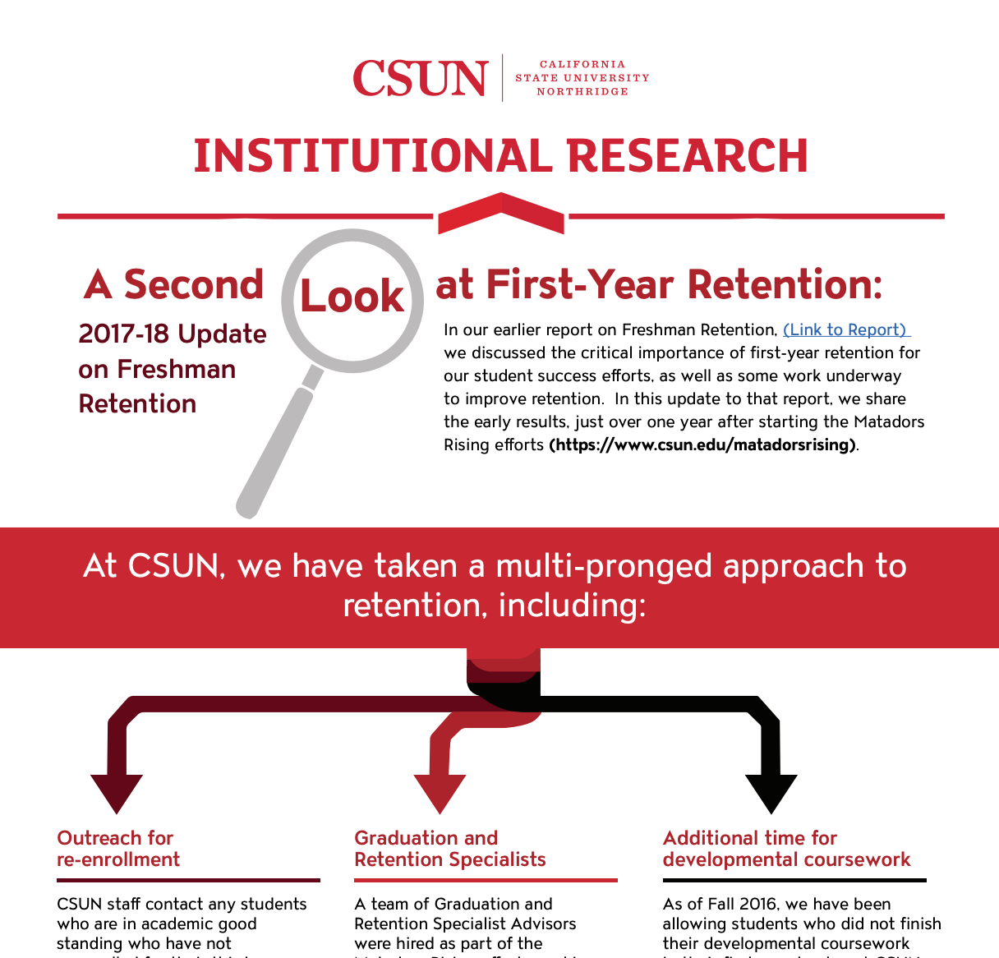 CSUN
CALIFORNIA
STATE UNIVERSITY
NORTHRIDGE
INSTITUTIONAL RESEARCH
A Second Look at First-Year Retention:
2017-18 Update
on Freshman
Retention
In our earlier report on Freshman Retention, (Link to Report)
we discussed the critical importance of first-year retention for
our student success efforts, as well as some work underway
to improve retention. In this update to that report, we share
the early results, just over one year after starting the Matadors
Rising efforts (https://www.csun.edu/matadorsrising).
At CSUN, we have taken a multi-pronged approach to
retention, including:
Outreach for
re-enrollment
CSUN staff contact any students
who are in academic good
standing who have not
Graduation and
Retention Specialists
A team of Graduation and
Retention Specialist Advisors
were hired as part of the
Additional time for
developmental coursework
As of Fall 2016, we have been
allowing students who did not finish
their developmental coursework